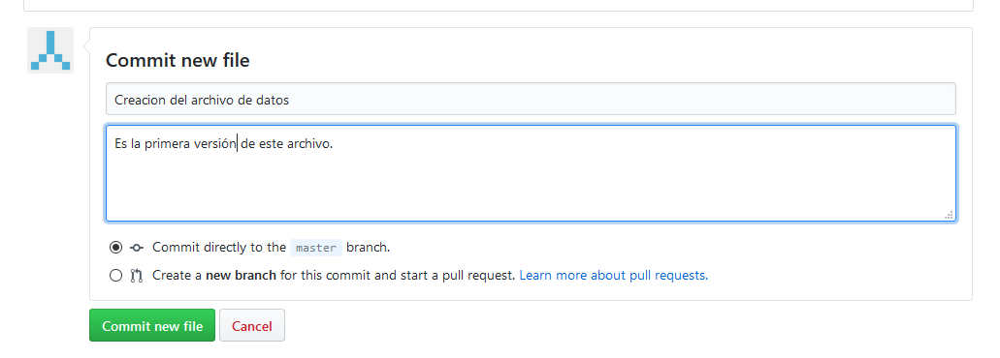 Commit new file
Creacion del archivo de datos
Es la primera versión de este archivo.
Commit directly to the master branch.
Create a new branch for this commit and start a pull request. Learn more about pull requests.
Commit new file Cancel